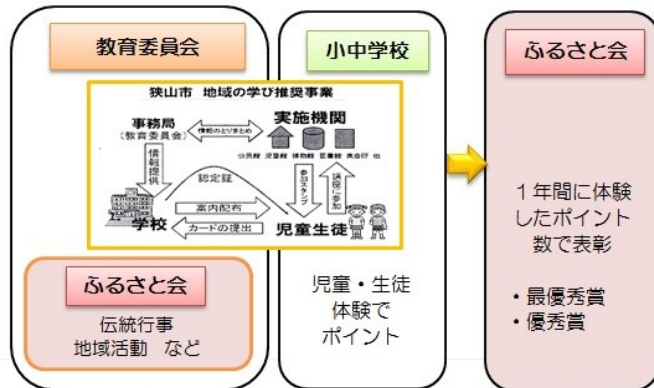 教育委員会
小中学校
ふるさと会
狭山市 地域の学び推奨事業
事務局
(教育委員会)
情報のとりまとめ
実施機関
公民館 児童館 博物館 図書館 集会所 他
情報提供
認定証
参加スタンプ
講座に参加
学校
案内配布
カードの提出
児童生徒
ふるさと会
伝統行事
地域活動 など
児童・生徒
体験で
ポイント
1年間に体験
したポイント
数で表彰
・最優秀賞
・優秀賞